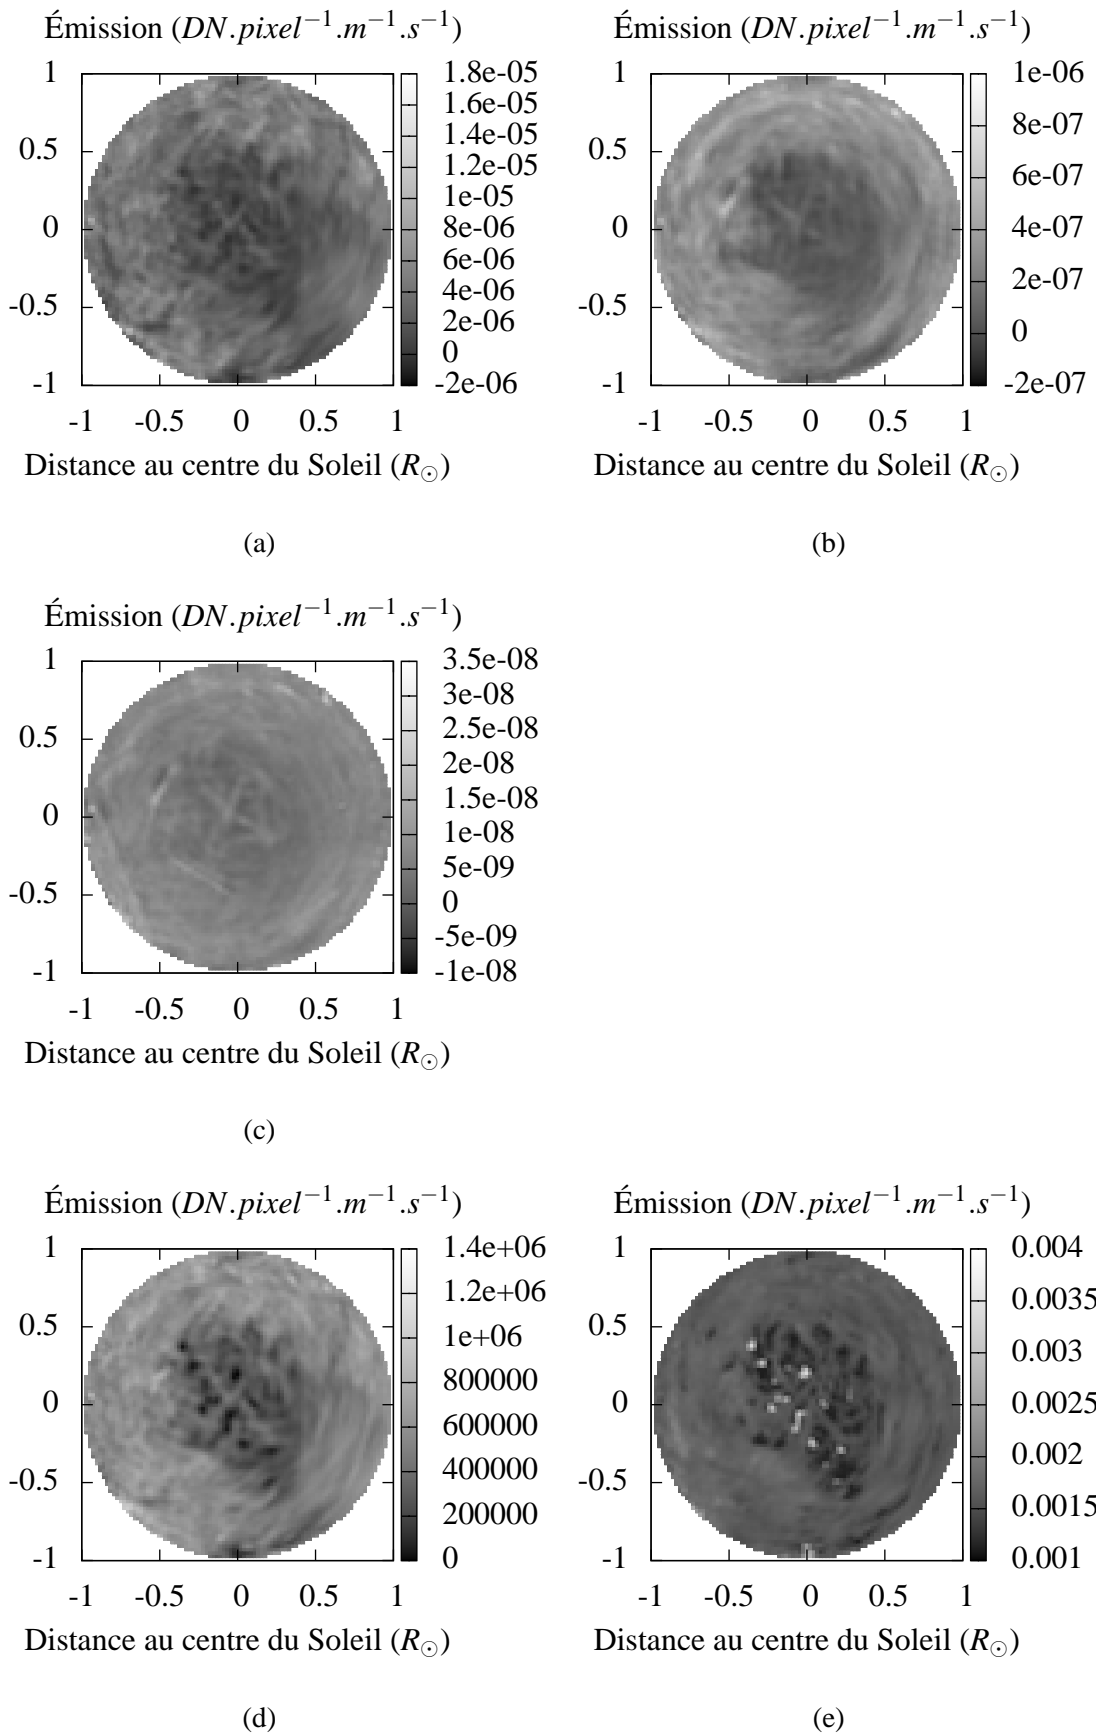 Émission (DN.pixel⁻¹.m⁻¹.s⁻¹)
1
0.5
0
-0.5
-1
-1 -0.5 0 0.5 1
1.8e-05
1.6e-05
1.4e-05
1.2e-05
1e-05
8e-06
6e-06
4e-06
2e-06
0
-2e-06
Distance au centre du Soleil (R☉)
(a)
Émission (DN.pixel⁻¹.m⁻¹.s⁻¹)
1
0.5
0
-0.5
-1
-1 -0.5 0 0.5 1
1e-06
8e-07
6e-07
4e-07
2e-07
0
-2e-07
Distance au centre du Soleil (R☉)
(b)
Émission (DN.pixel⁻¹.m⁻¹.s⁻¹)
1
0.5
0
-0.5
-1
-1 -0.5 0 0.5 1
3.5e-08
3e-08
2.5e-08
2e-08
1.5e-08
1e-08
5e-09
0
-5e-09
-1e-08
Distance au centre du Soleil (R☉)
(c)
Émission (DN.pixel⁻¹.m⁻¹.s⁻¹)
1
0.5
0
-0.5
-1
-1 -0.5 0 0.5 1
1.4e+06
1.2e+06
1e+06
800000
600000
400000
200000
0
Distance au centre du Soleil (R☉)
(d)
Émission (DN.pixel⁻¹.m⁻¹.s⁻¹)
1
0.5
0
-0.5
-1
-1 -0.5 0 0.5 1
0.004
0.0035
0.003
0.0025
0.002
0.0015
0.001
Distance au centre du Soleil (R☉)
(e)